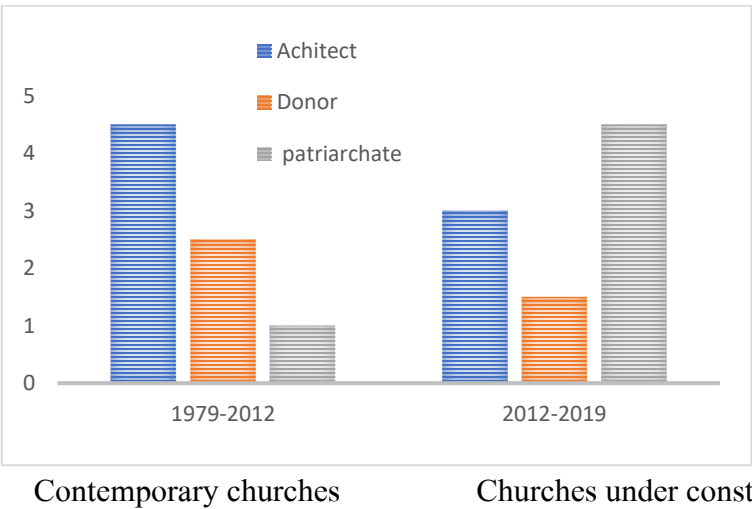 Achitect
Donor
patriarchate
5
4
3
2
1
0
1979-2012 2012-2019
Contemporary churches Churches under const